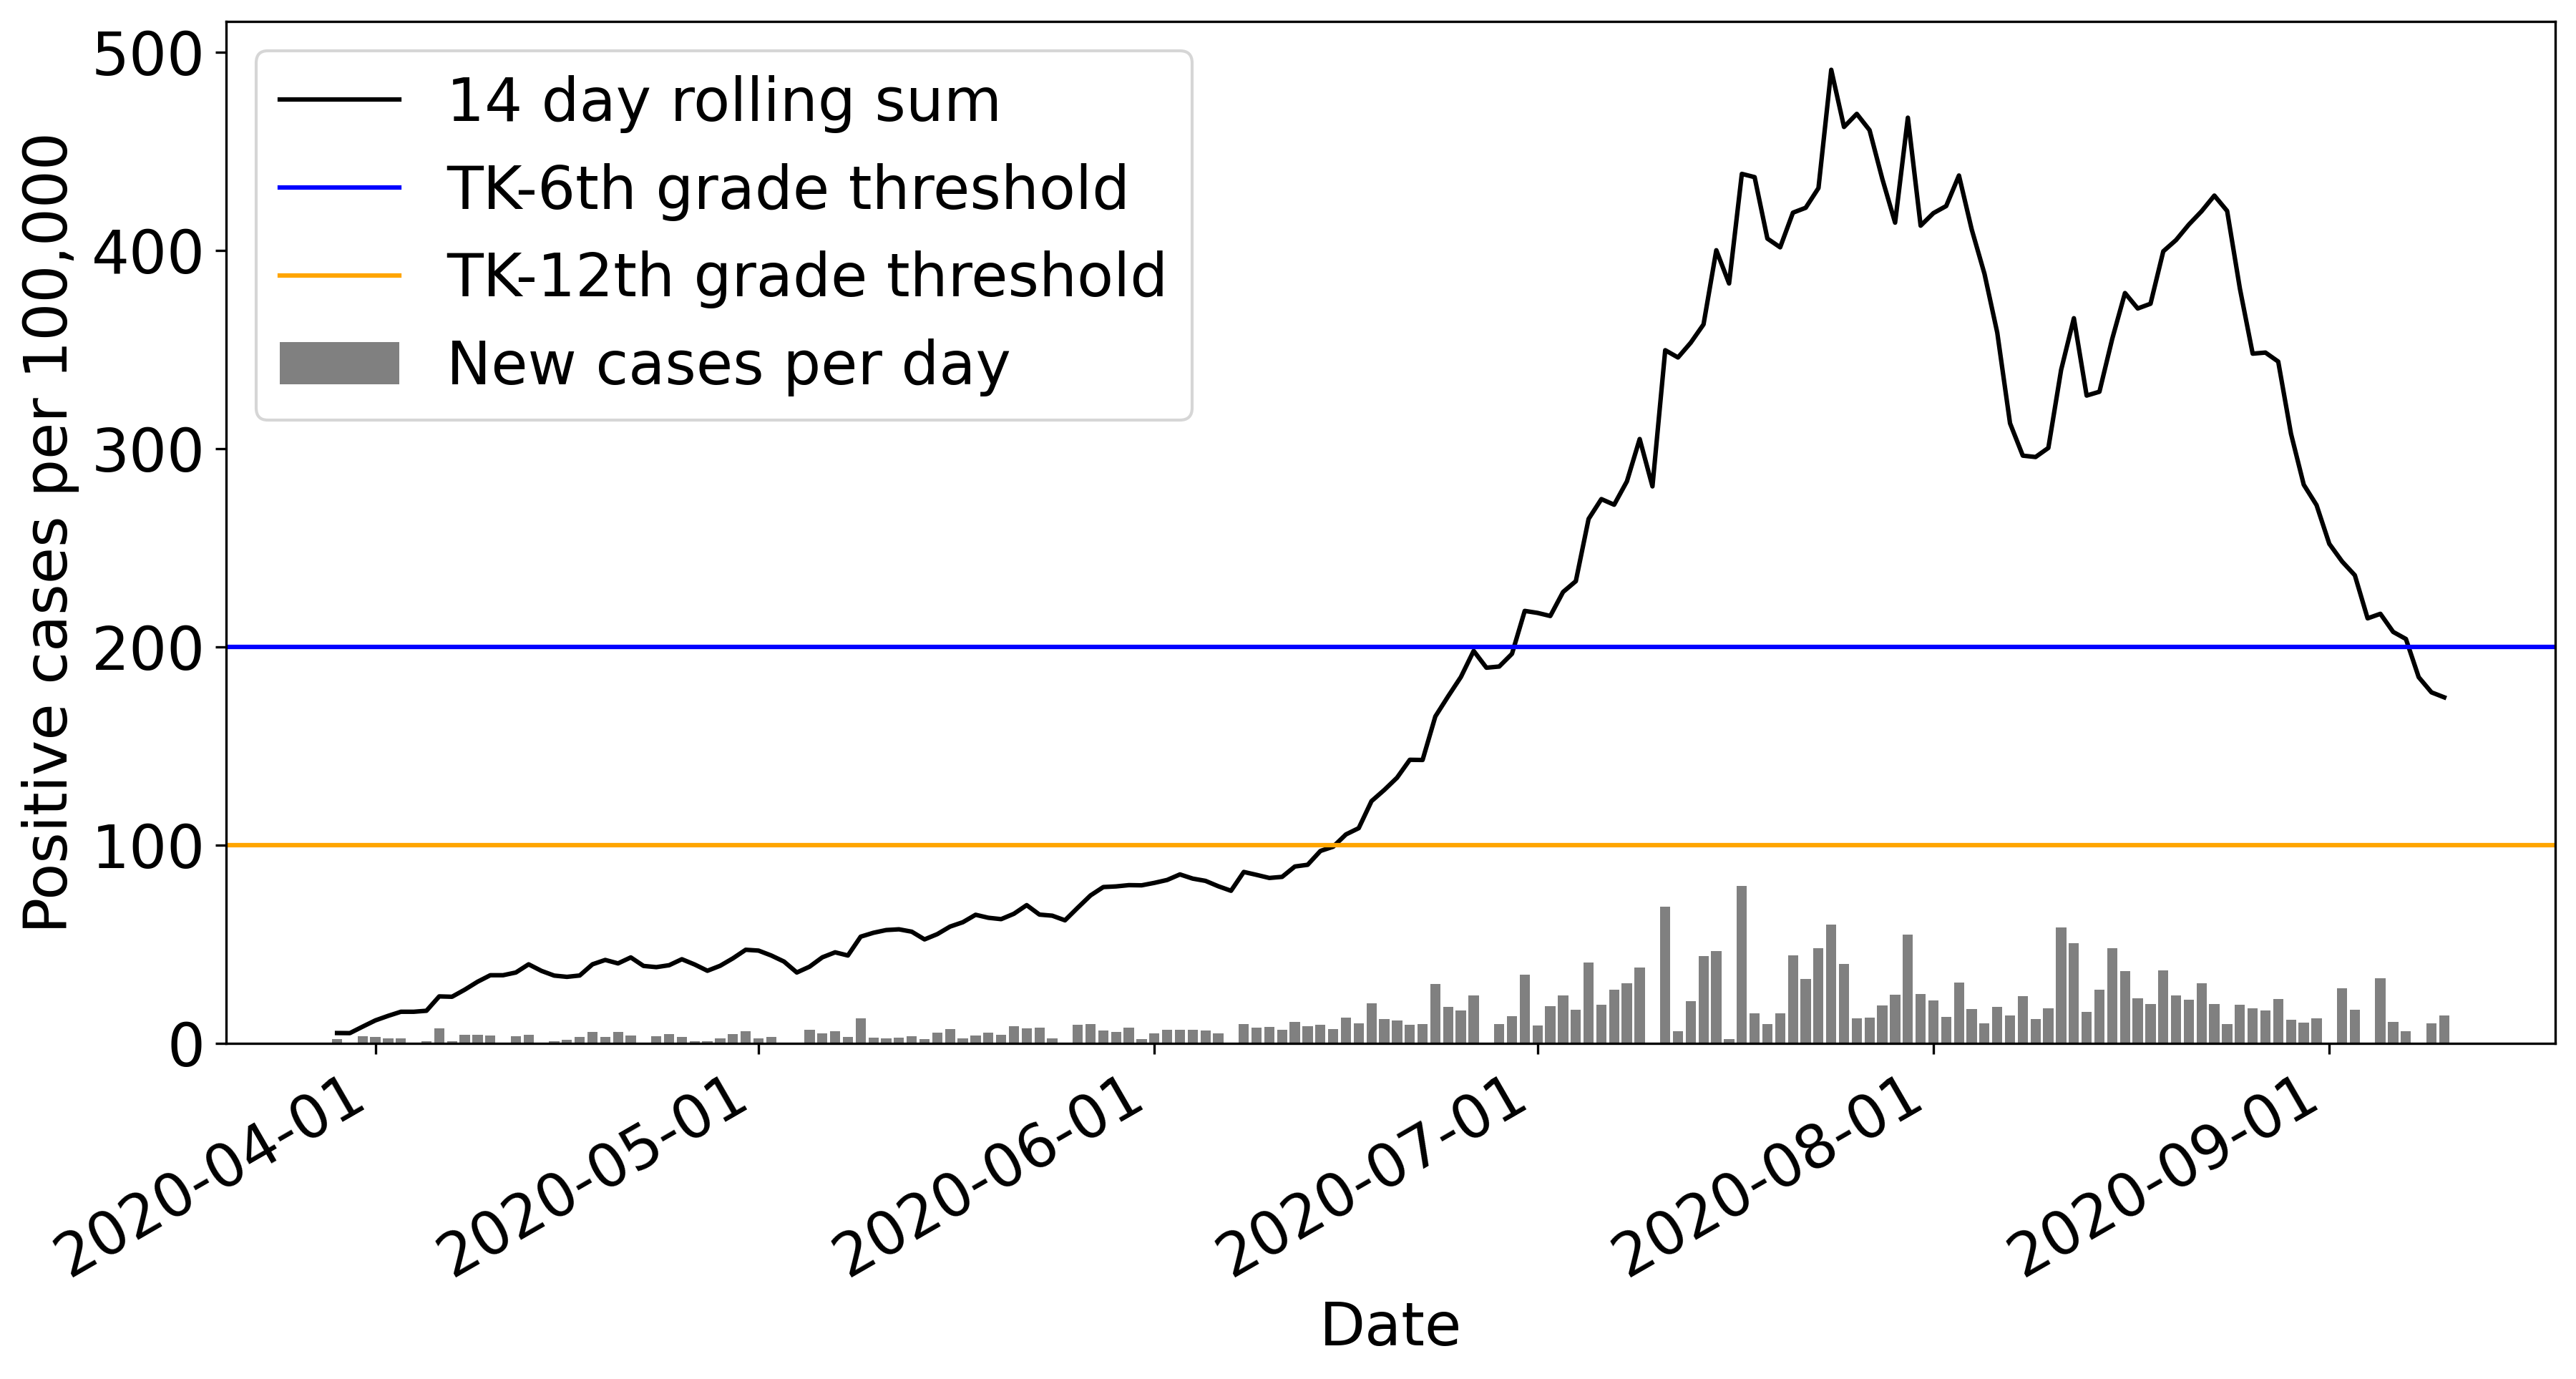 Positive cases per 100,000
500
400
300
200
100
0
14 day rolling sum
TK-6th grade threshold
TK-12th grade threshold
New cases per day
2020-04-01
2020-05-01
2020-06-01
2020-07-01
2020-08-01
2020-09-01
Date